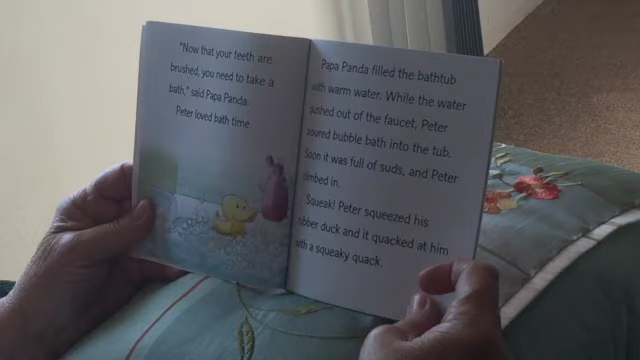 "Now that your teeth are
brushed, you need to take a
bath," said Papa Panda.
Peter loved bath time.
Papa Panda filled the bathtub
with warm water. While the water
gushed out of the faucet, Peter
poured bubble bath into the tub.
Soon it was full of suds, and Peter
climbed in.
Squeak! Peter squeezed his
rubber duck and it quacked at him
with a squeaky quack.